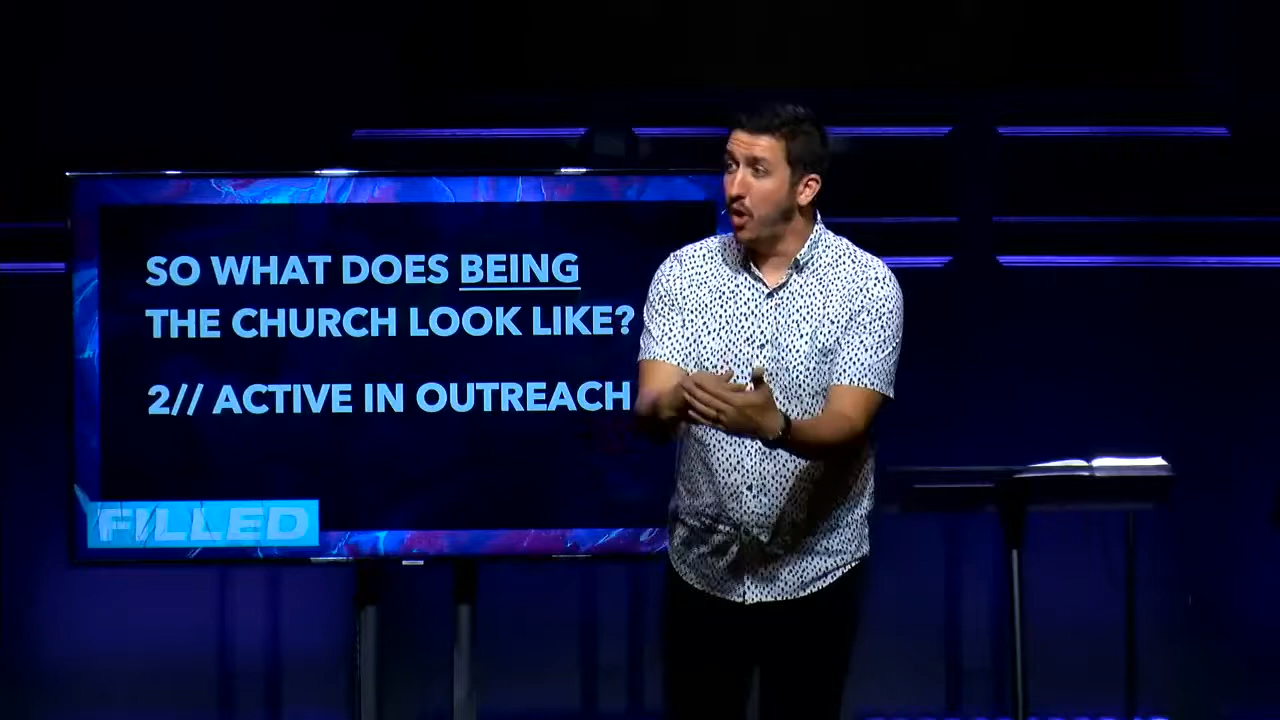 SO WHAT DOES BEING
THE CHURCH LOOK LIKE?
2// ACTIVE IN OUTREACH
FILLED